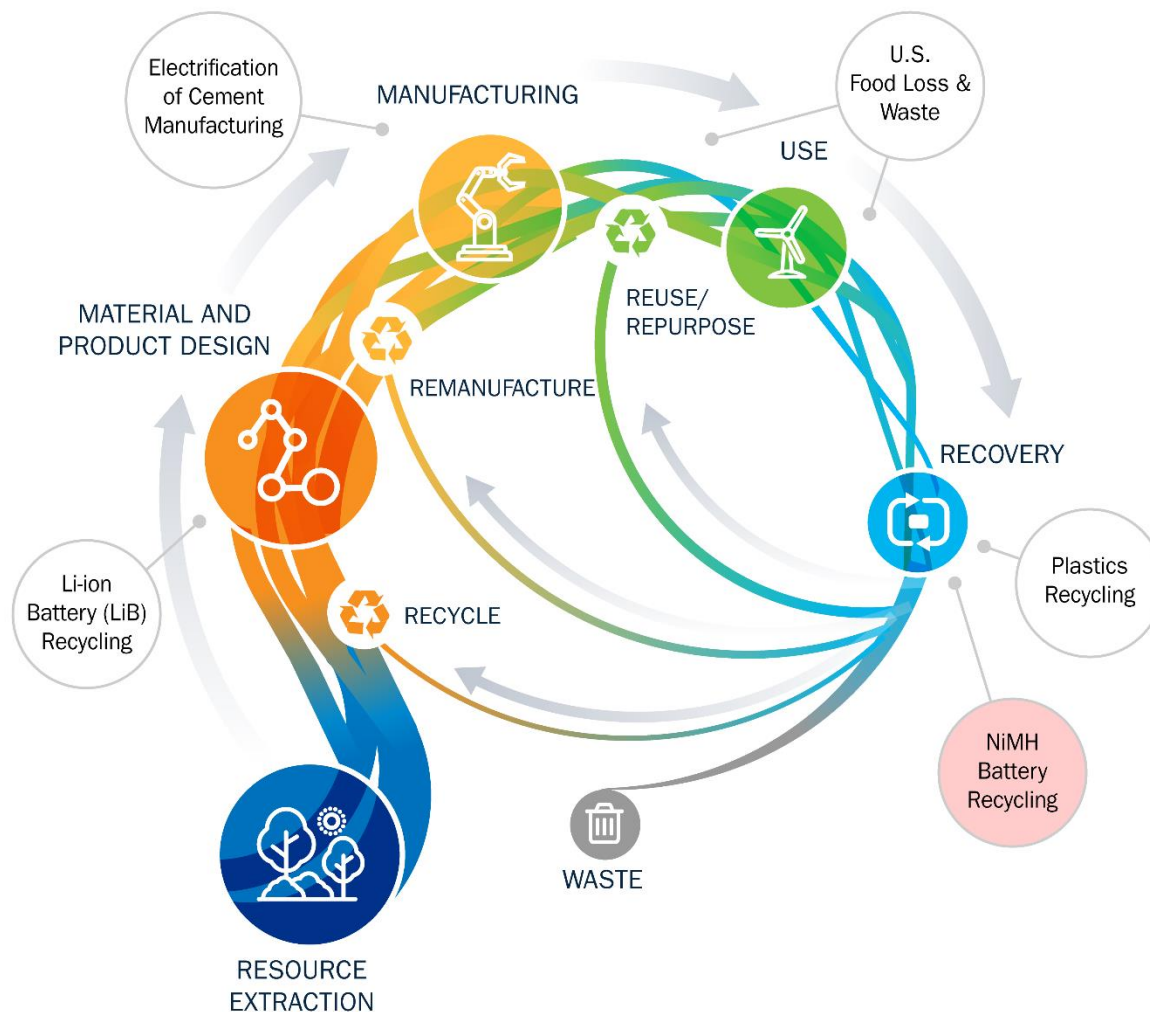 Electrification
of Cement
Manufacturing
MANUFACTURING
U.S.
Food Loss &
Waste
USE
MATERIAL AND
PRODUCT DESIGN
REUSE/
REPURPOSE
REMANUFACTURE
RECOVERY
Li-ion
Battery (LiB)
Recycling
RECYCLE
Plastics
Recycling
NiMH
Battery
Recycling
WASTE
RESOURCE
EXTRACTION